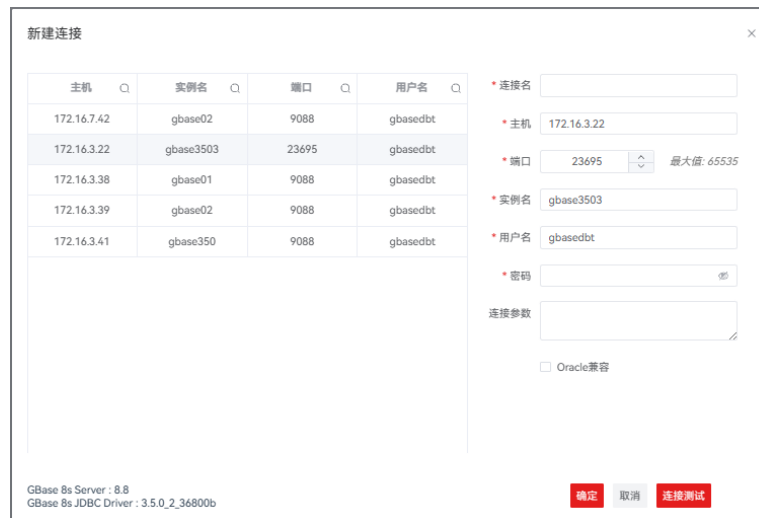 新建连接
主机 实例名 端口 用户名
172.16.7.42 gbase02 9088 gbasedbt
172.16.3.22 gbase3503 23695 gbasedbt
172.16.3.38 gbase01 9088 gbasedbt
172.16.3.39 gbase02 9088 gbasedbt
172.16.3.41 gbase350 9088 gbasedbt
* 连接名
* 主机 172.16.3.22
* 端口 23695 最大值: 65535
* 实例名 gbase3503
* 用户名 gbasedbt
* 密码
连接参数
Oracle兼容
GBase 8s Server : 8.8
GBase 8s JDBC Driver : 3.5.0_2_36800b
确定 取消 连接测试